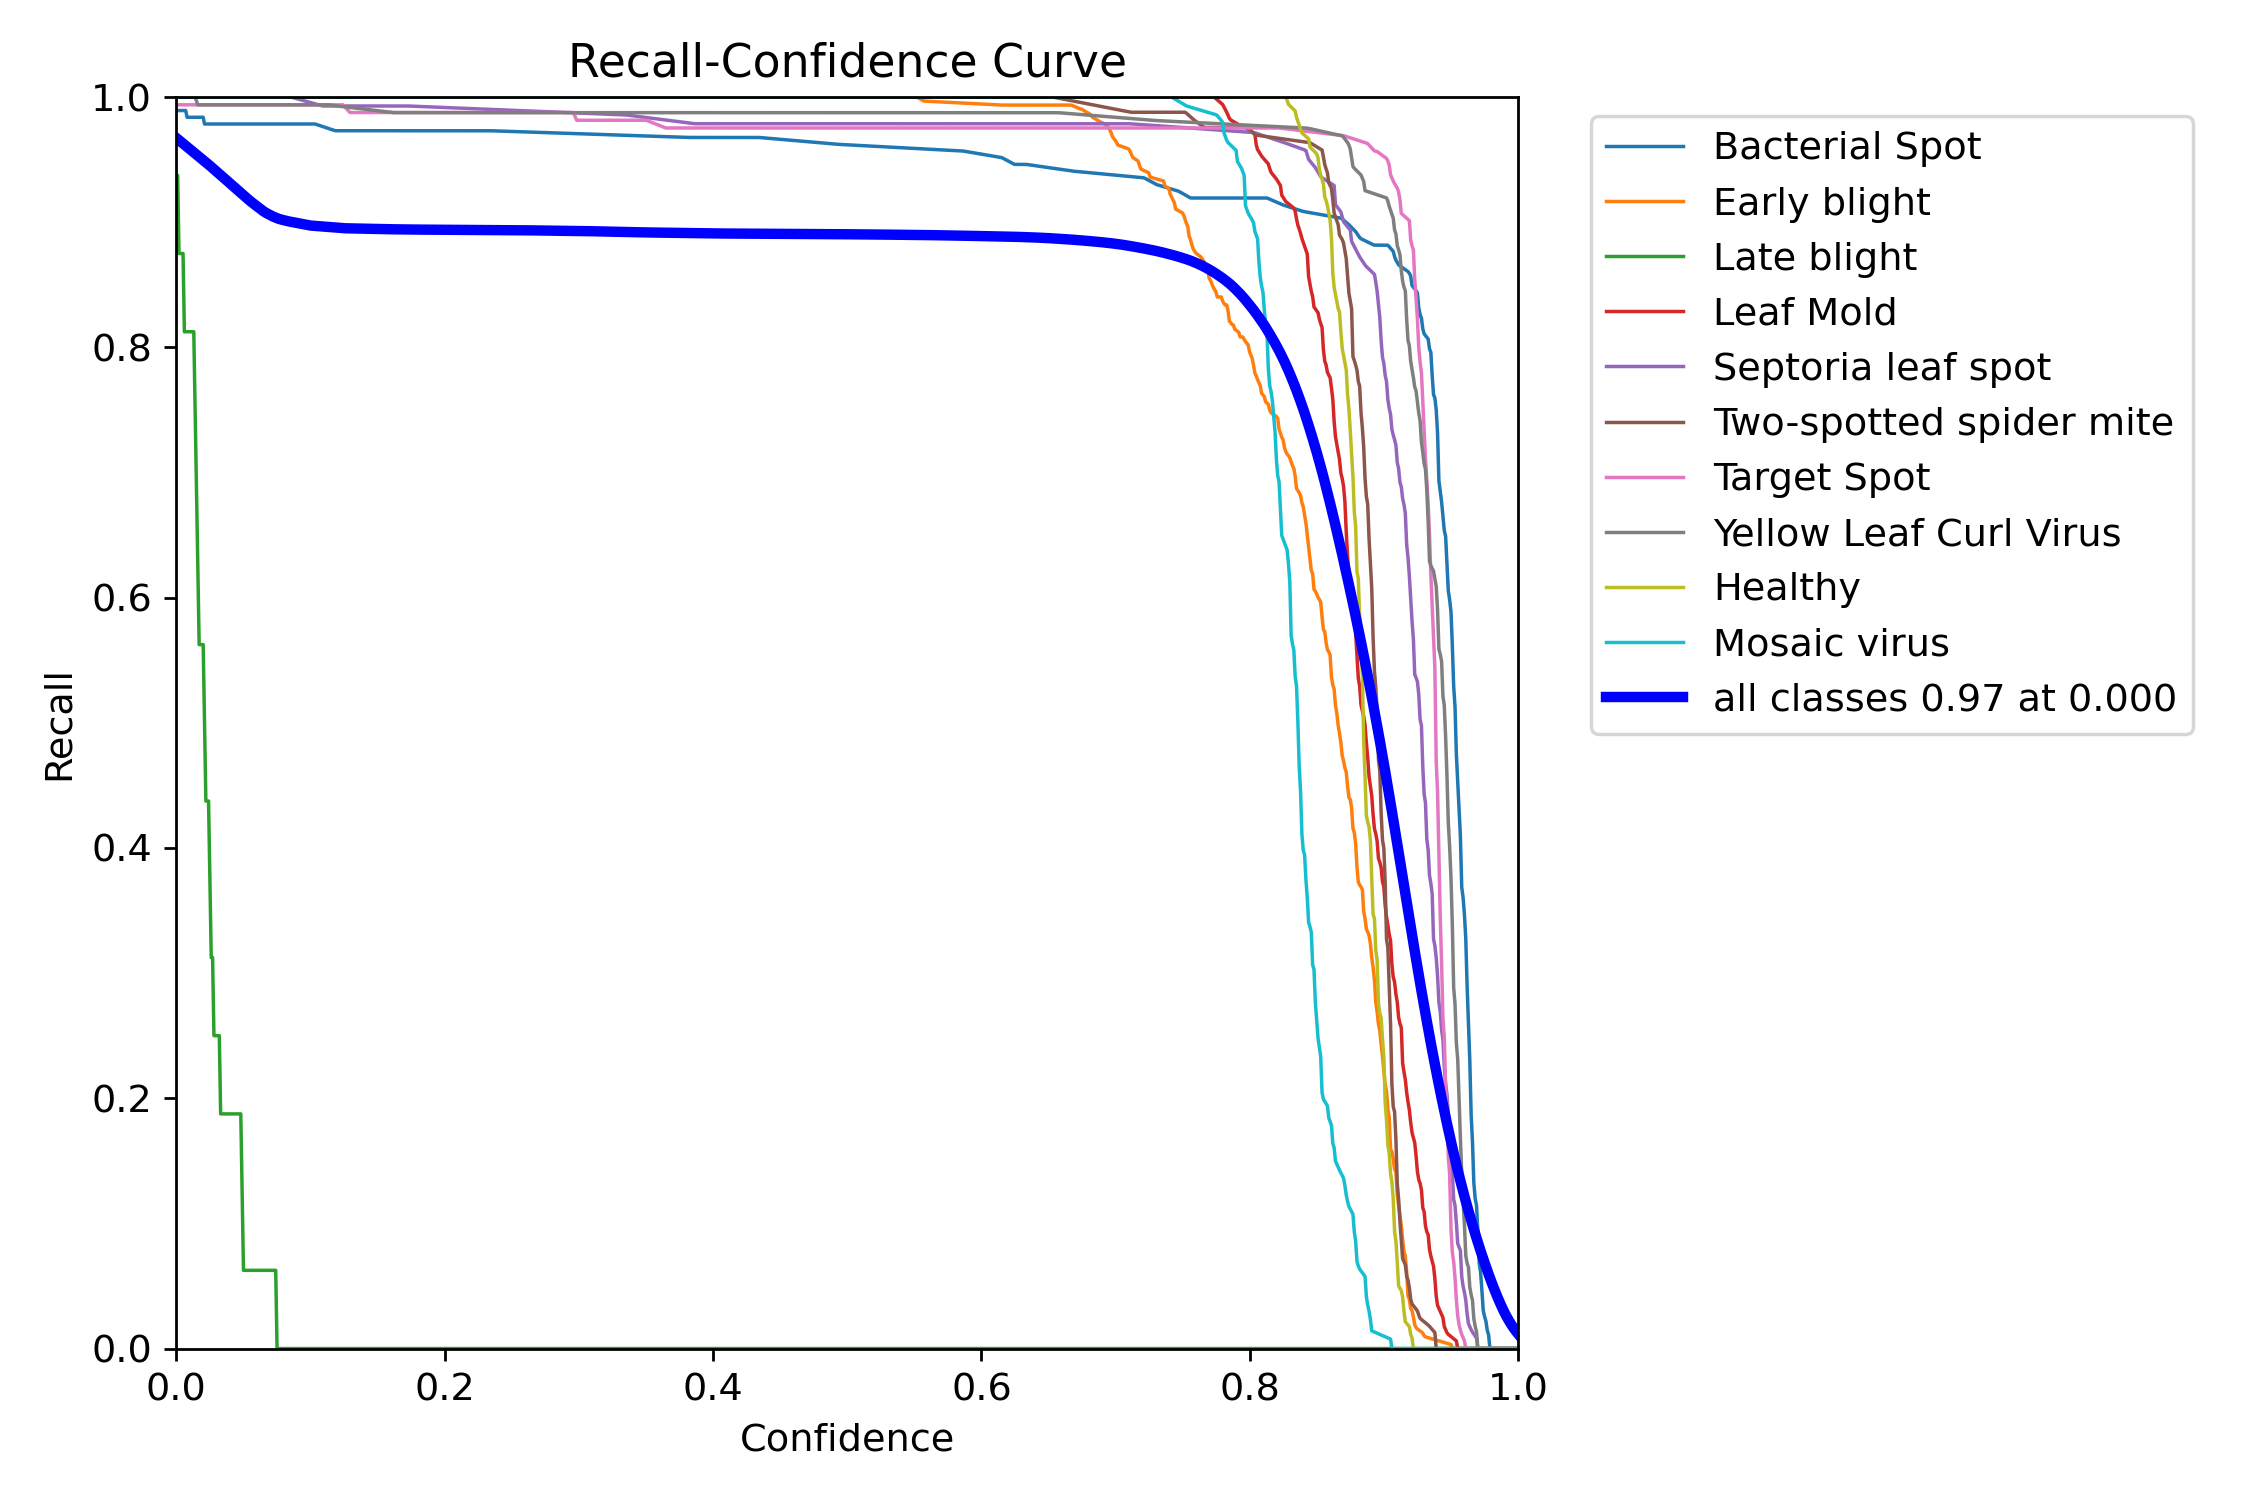 Recall-Confidence Curve
1.0
0.8
0.6
0.4
0.2
0.0
Recall
0.0 0.2 0.4 0.6 0.8 1.0
Confidence
Bacterial Spot
Early blight
Late blight
Leaf Mold
Septoria leaf spot
Two-spotted spider mite
Target Spot
Yellow Leaf Curl Virus
Healthy
Mosaic virus
all classes 0.97 at 0.000